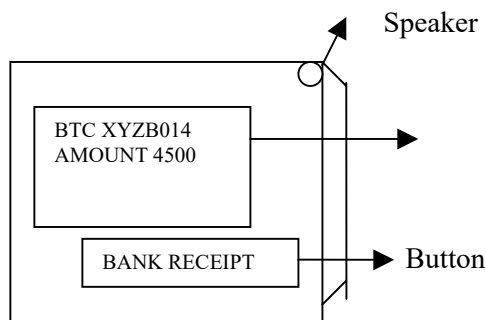 Speaker
BTC XYZB014
AMOUNT 4500
BANK RECEIPT
Button